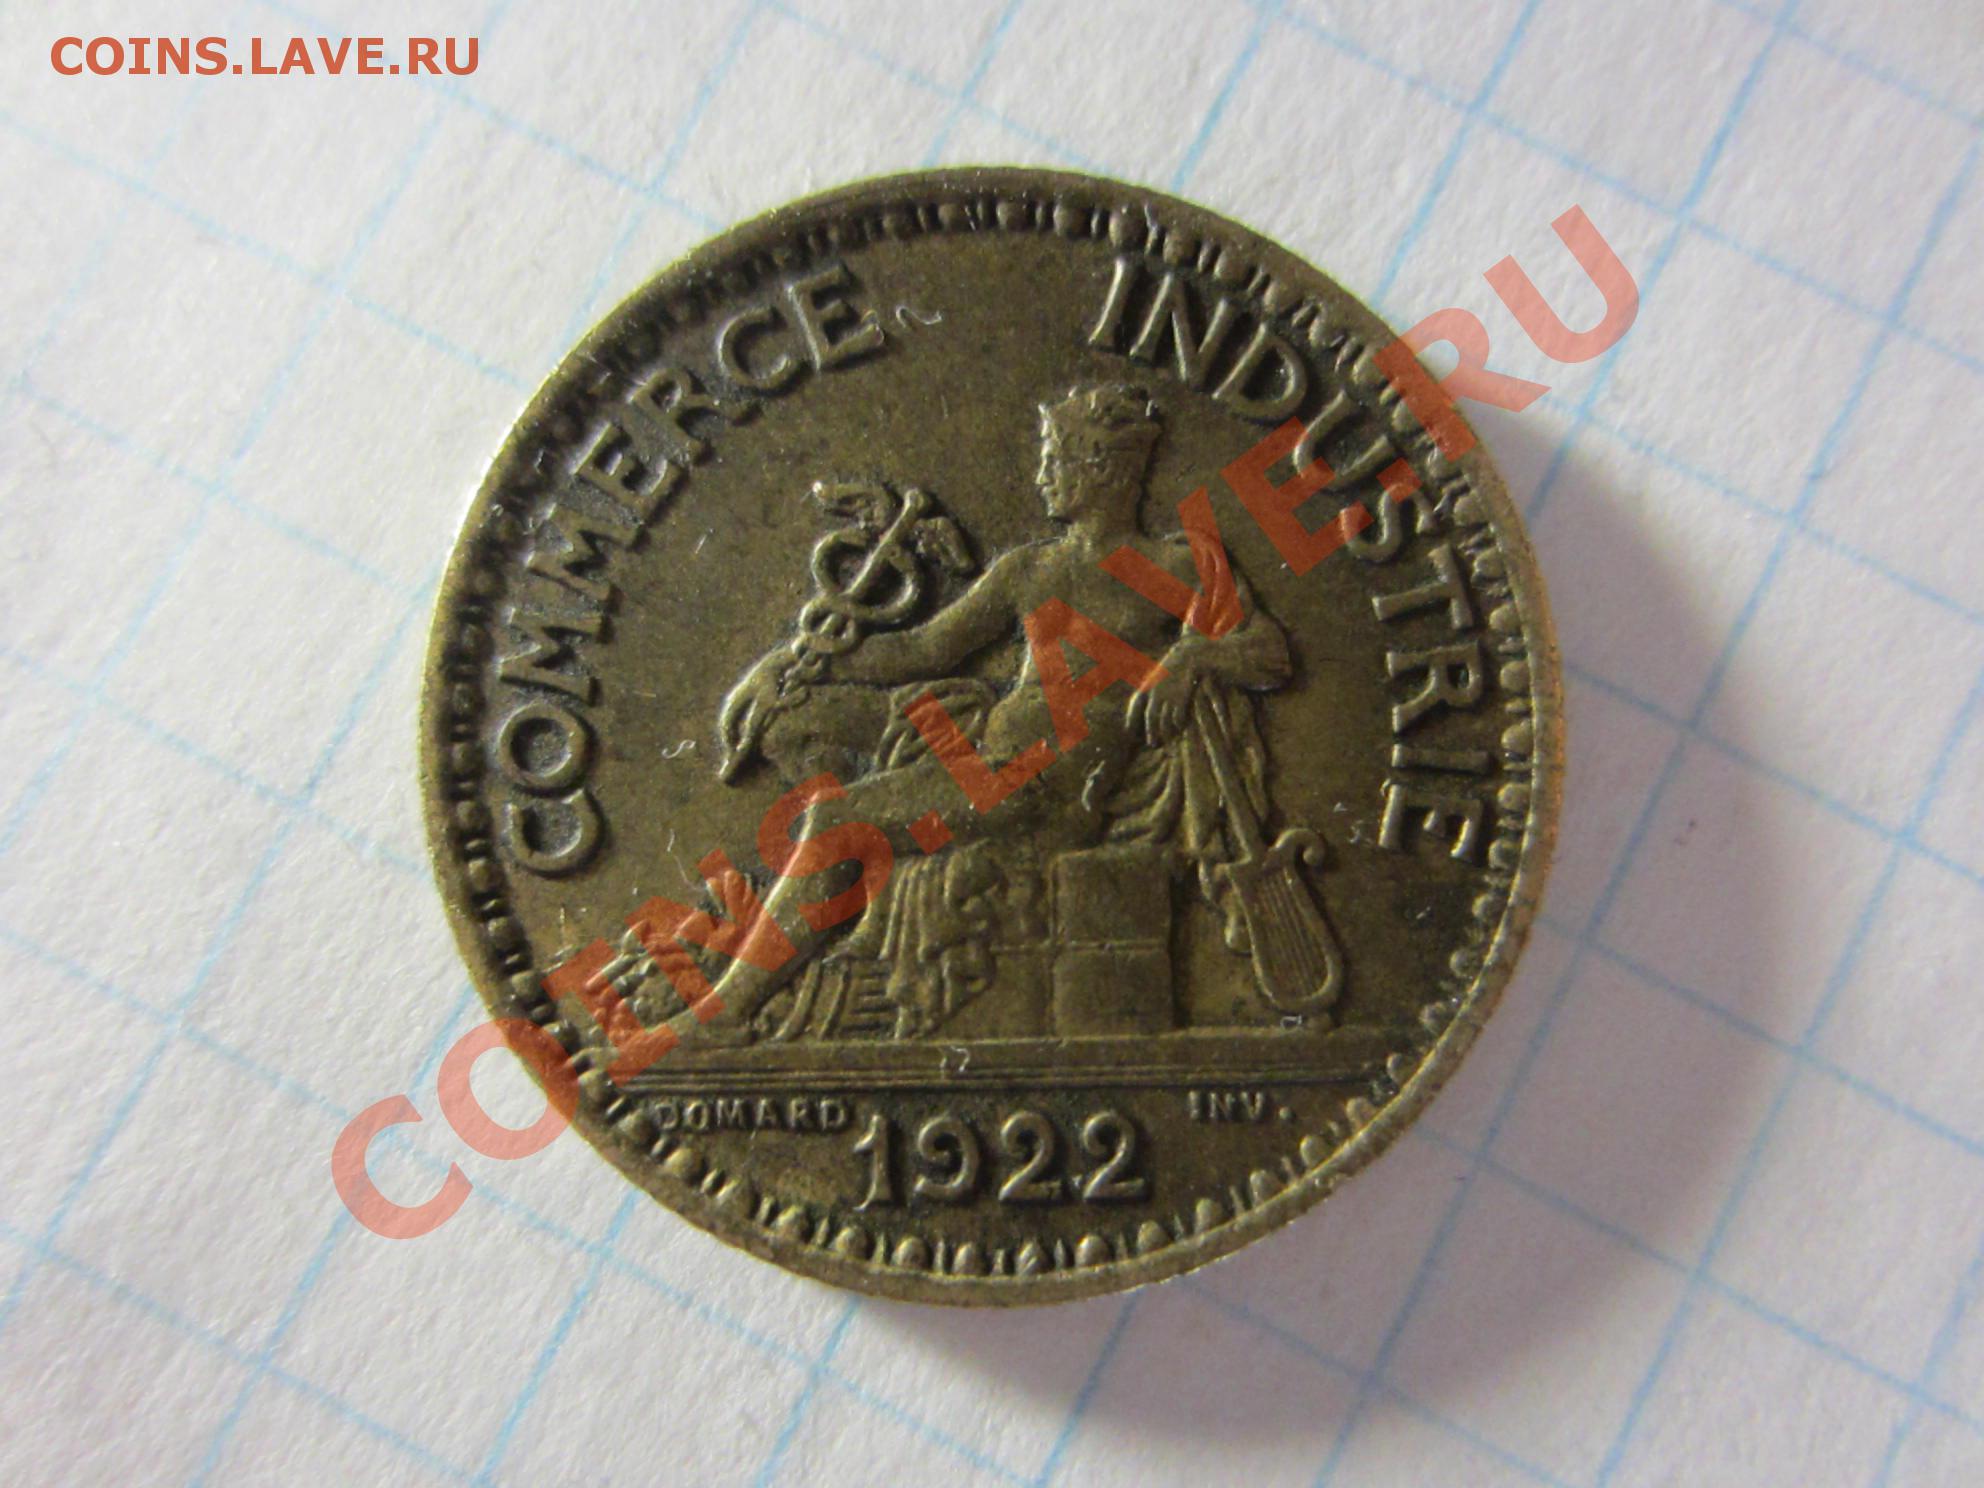 COINS.LAVE.RU
COMMERCE INDUSTRIE
COINS.LAVE.RU
DOMARD INV.
1922